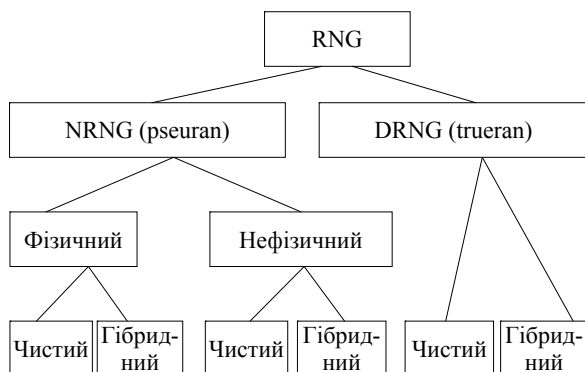 RNG
NRNG (pseuran)
DRNG (trueran)
Фізичний
Нефізичний
Чистий
Гібрид-
ний
Чистий
Гібрид-
ний
Чистий
Гібрид-
ний